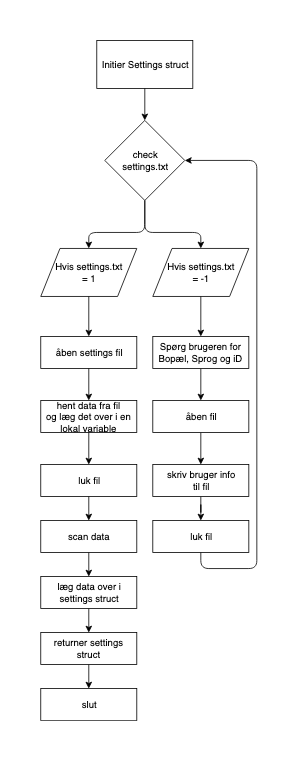 Initier Settings struct
check
settings.txt
Hvis settings.txt
= 1
Hvis settings.txt
= -1
åben settings fil
Spørg brugeren for
Bopæl, Sprog og iD
hent data fra fil
og læg det over i en
lokal variable
åben fil
luk fil
skriv bruger info
til fil
scan data
luk fil
læg data over i
settings struct
returner settings
struct
slut